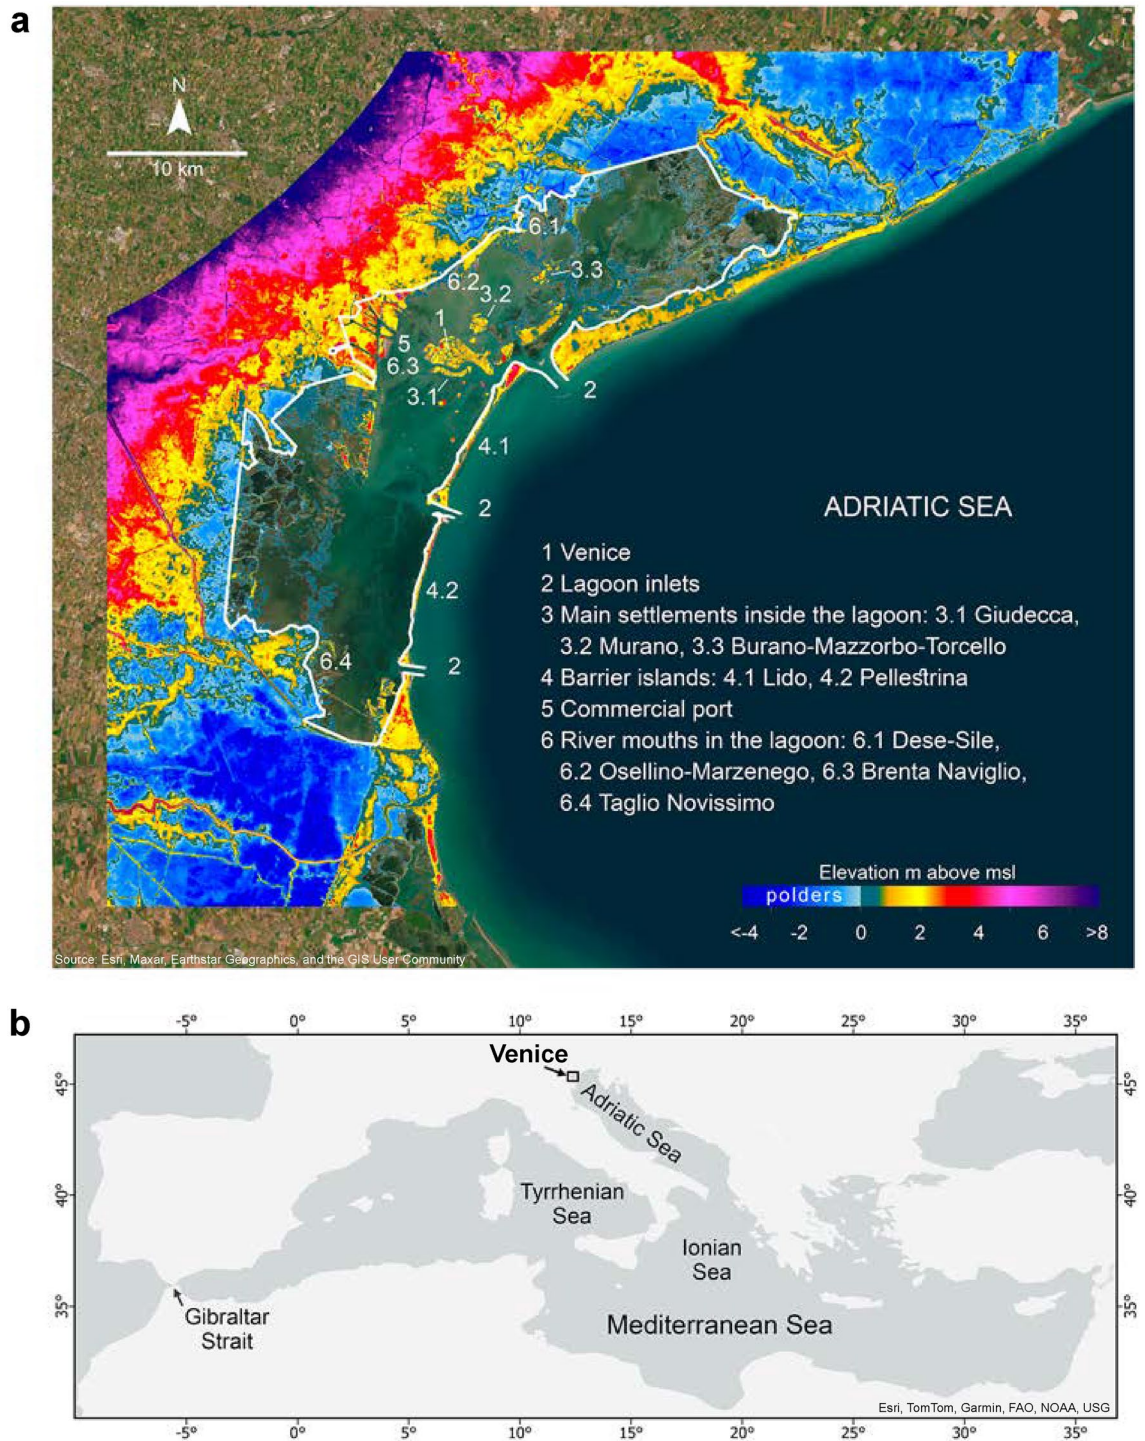 a
N
10 km
6.1
6.2
3.3
3.2
1
5
6.3
3.1
2
4.1
2
4.2
6.4
2
ADRIATIC SEA
1 Venice
2 Lagoon inlets
3 Main settlements inside the lagoon: 3.1 Giudecca,
3.2 Murano, 3.3 Burano-Mazzorbo-Torcello
4 Barrier islands: 4.1 Lido, 4.2 Pellestrina
5 Commercial port
6 River mouths in the lagoon: 6.1 Dese-Sile,
6.2 Osellino-Marzenego, 6.3 Brenta Naviglio,
6.4 Taglio Novissimo
Elevation m above msl
polders
<-4 -2 0 2 4 6 >8
Source: Esri, Maxar, Earthstar Geographics, and the GIS User Community
b
-5° 0° 5° 10° 15° 20° 25° 30° 35°
Venice
45° 45°
Adriatic Sea
40° 40°
Tyrrhenian
Sea
Ionian
Sea
35° 35°
Gibraltar
Strait
Mediterranean Sea
Esri, TomTom, Garmin, FAO, NOAA, USG
-5° 0° 5° 10° 15° 20° 25° 30° 35°